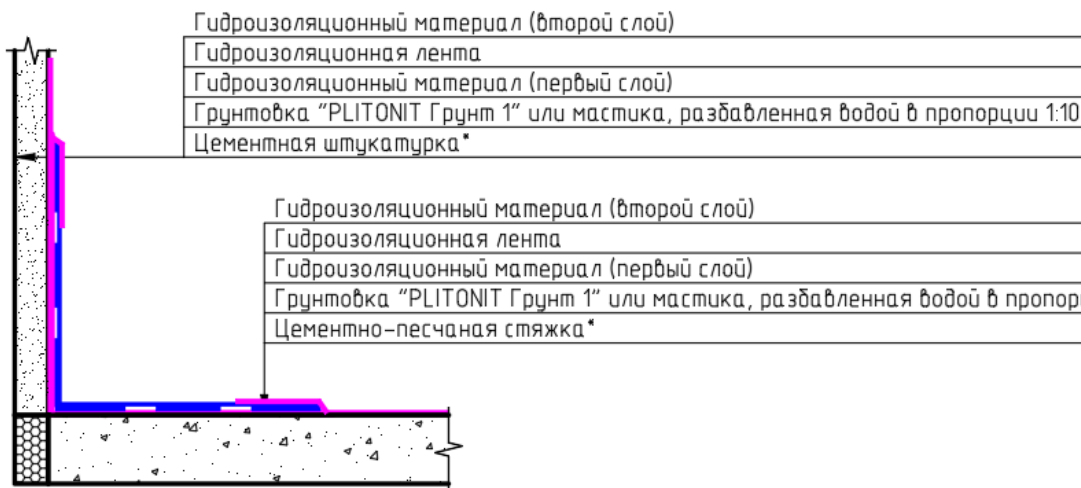 Гидроизоляционный материал (второй слой)
Гидроизоляционная лента
Гидроизоляционный материал (первый слой)
Грунтовка "PLITONIT Грунт 1" или мастика, разбавленная водой в пропорции 1:10
Цементная штукатурка*
Гидроизоляционный материал (второй слой)
Гидроизоляционная лента
Гидроизоляционный материал (первый слой)
Грунтовка "PLITONIT Грунт 1" или мастика, разбавленная водой в
Цементно-песчаная стяжка*